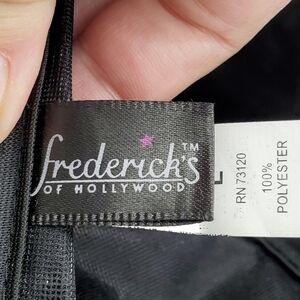 frederick's™
OF HOLLYWOOD
L
RN 73120
100%
POLYESTER